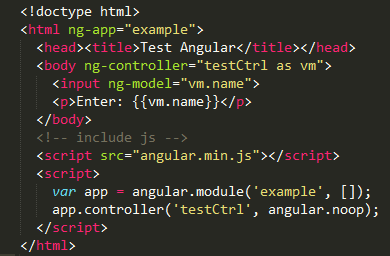 <!doctype html>
<html ng-app="example">
<head><title>Test Angular</title></head>
<body ng-controller="testCtrl as vm">
<input ng-model="vm.name">
<p>Enter: {{vm.name}}</p>
</body>
<!-- include js -->
<script src="angular.min.js"></script>
<script>
var app = angular.module('example', []);
app.controller('testCtrl', angular.noop);
</script>
</html>